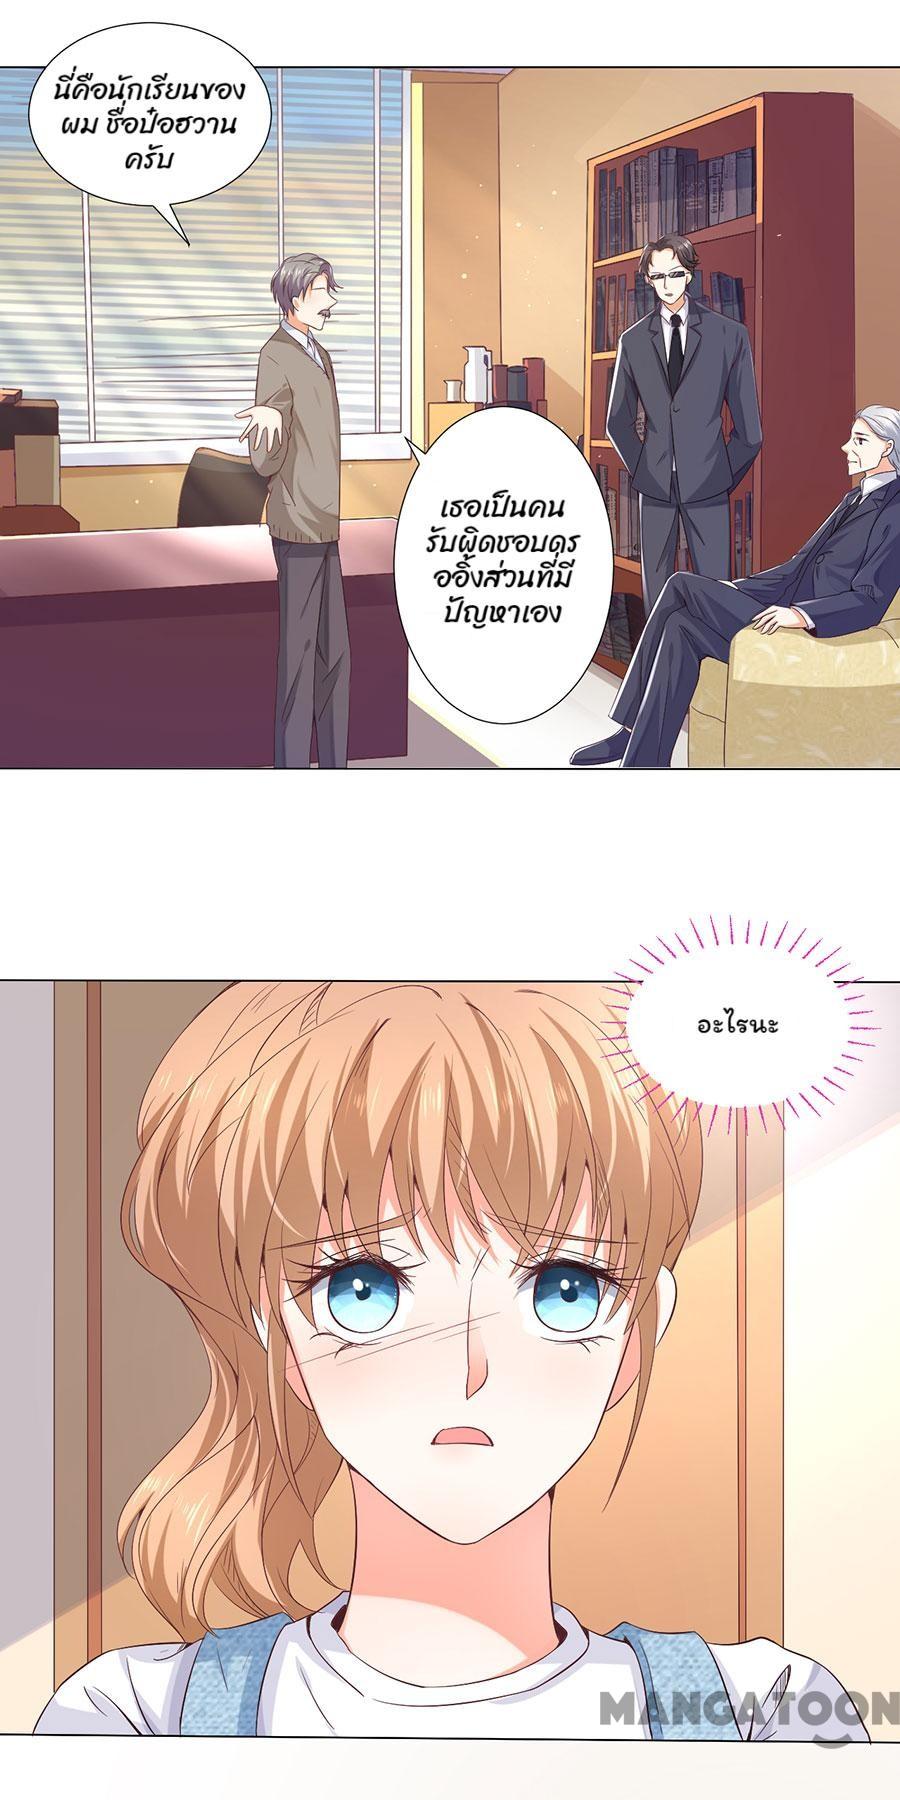 นี่คือนักเรียนของ
ผม ชื่อป๋อฮวาน
ครับ
เธอเป็นคน
รับผิดชอบดร
ออิ้งส่วนที่มี
ปัญหาเอง
อะไรนะ
MANGATOON